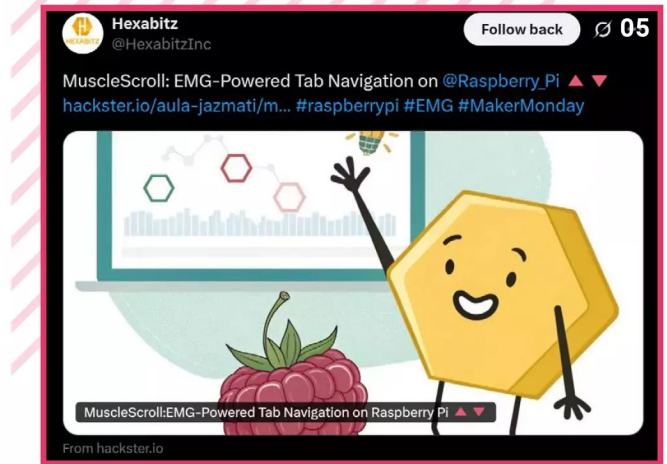 Hexabitz
@HexabitzInc
Follow back
05
HEXABITZ
MuscleScroll: EMG-Powered Tab Navigation on @Raspberry_Pi 🔺 🔻
hackster.io/aula-jazmati/m... #raspberrypi #EMG #MakerMonday
MuscleScroll:EMG-Powered Tab Navigation on Raspberry Pi 🔺 🔻
From hackster.io